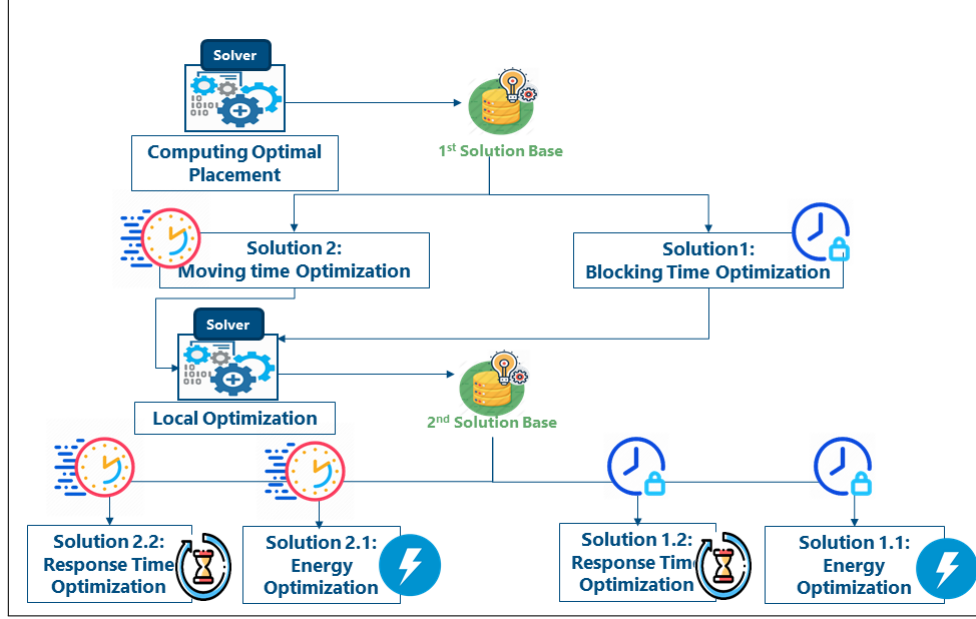 Solver
Computing Optimal
Placement
1st Solution Base
Solution 2:
Moving time Optimization
Solution1:
Blocking Time Optimization
Solver
Local Optimization
2nd Solution Base
Solution 2.2:
Response Time
Optimization
Solution 2.1:
Energy
Optimization
Solution 1.2:
Response Time
Optimization
Solution 1.1:
Energy
Optimization